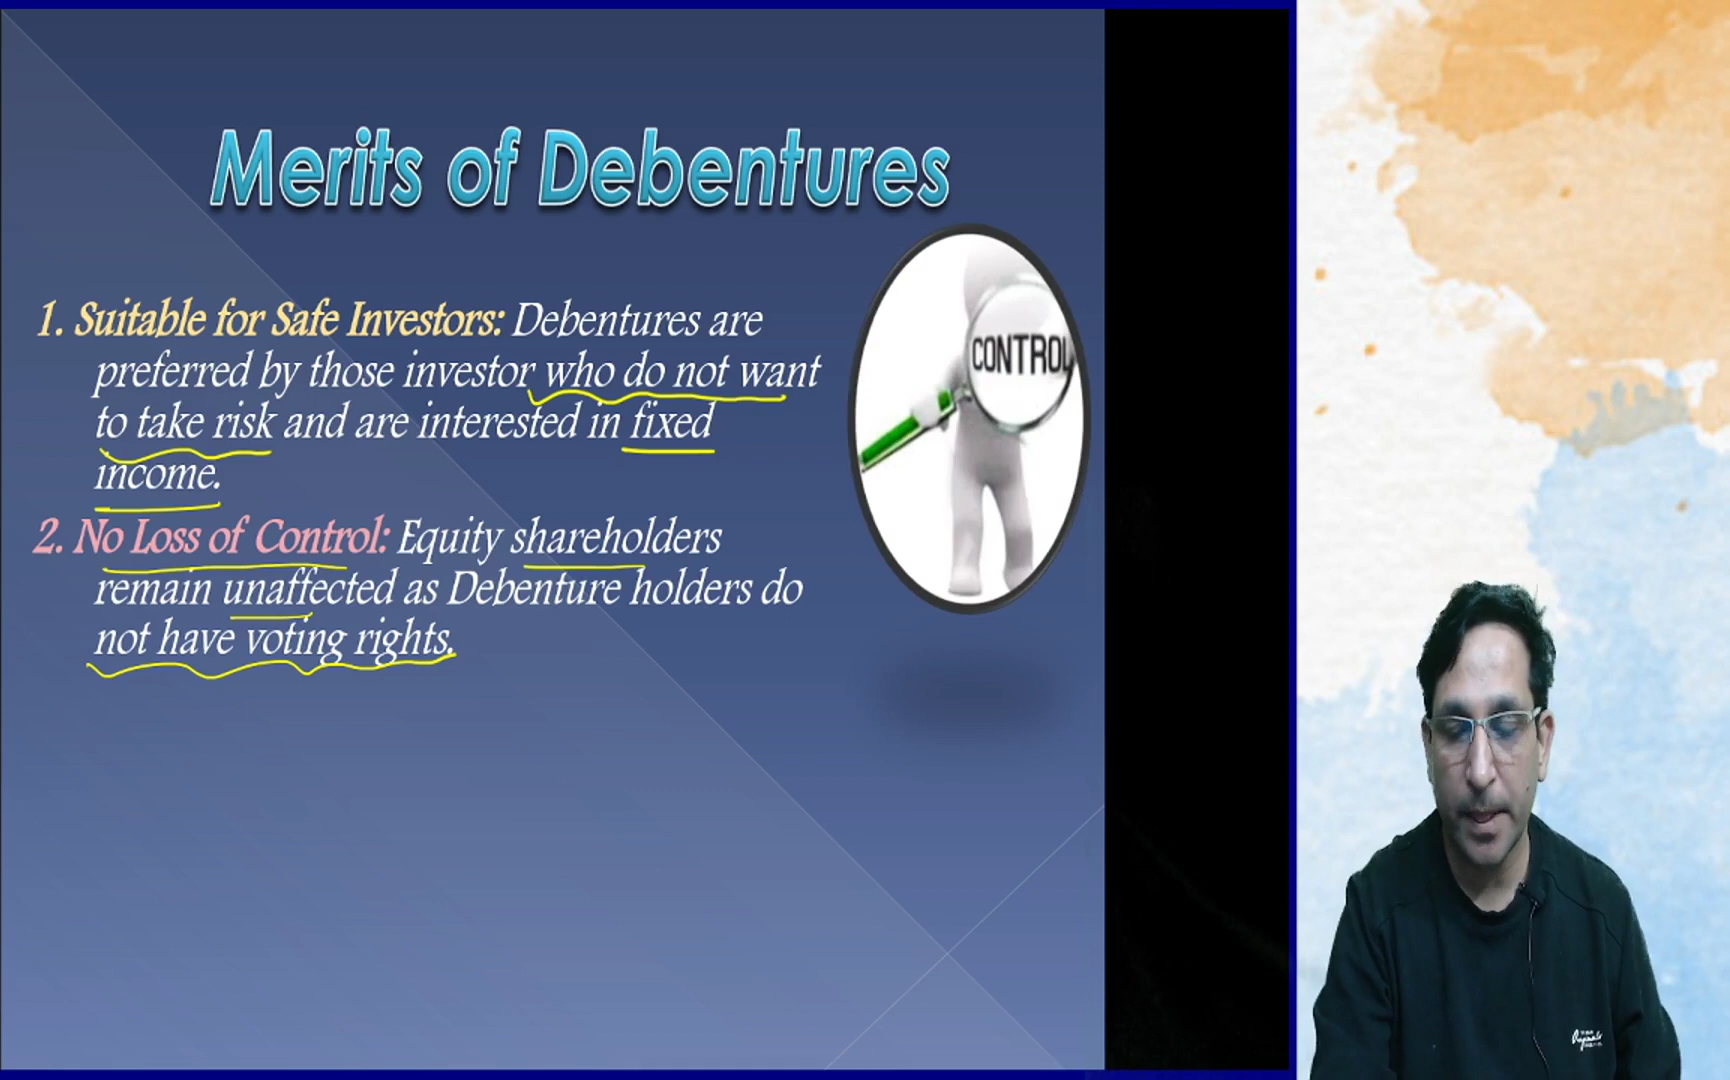 Merits of Debentures
1. Suitable for Safe Investors: Debentures are
preferred by those investor who do not want
to take risk and are interested in fixed
income.
2. No Loss of Control: Equity shareholders
remain unaffected as Debenture holders do
not have voting rights.
CONTROL
Originals